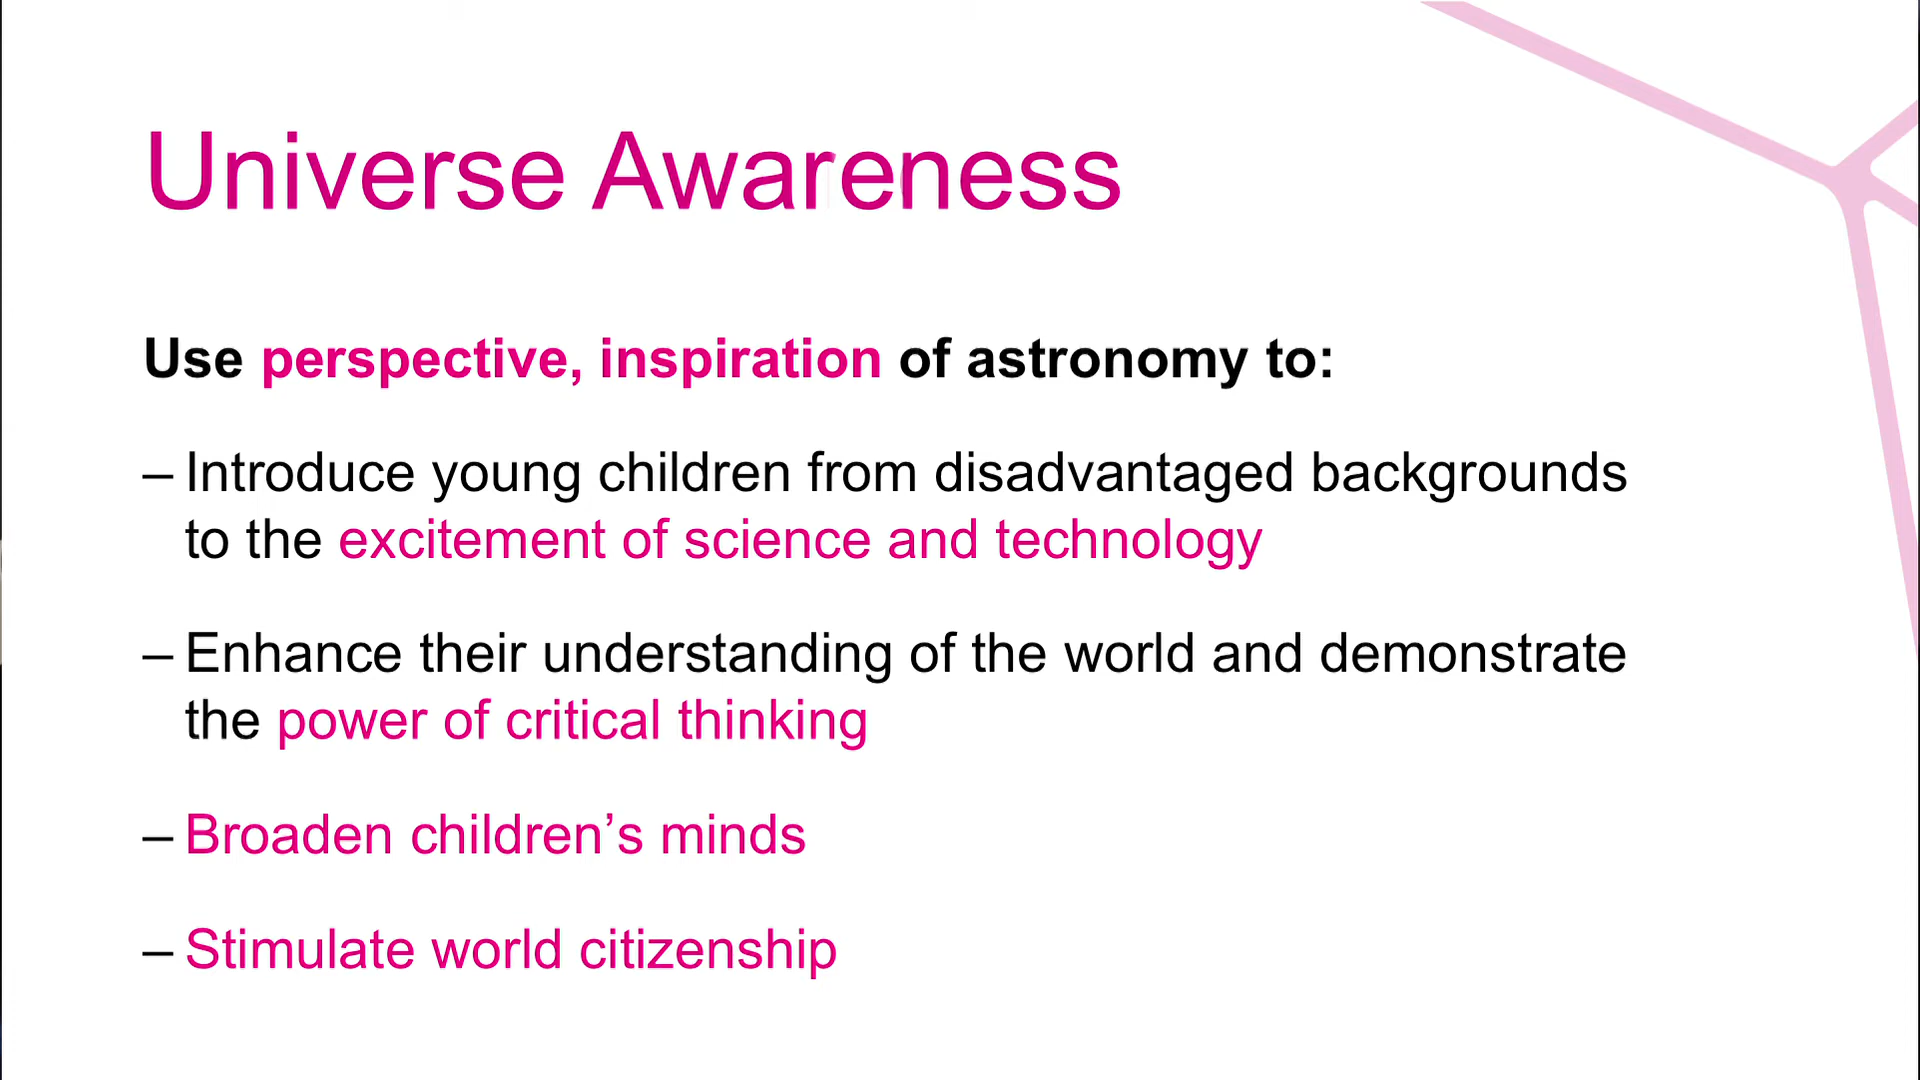 Universe Awareness
Use perspective, inspiration of astronomy to:
– Introduce young children from disadvantaged backgrounds
to the excitement of science and technology
– Enhance their understanding of the world and demonstrate
the power of critical thinking
– Broaden children’s minds
– Stimulate world citizenship